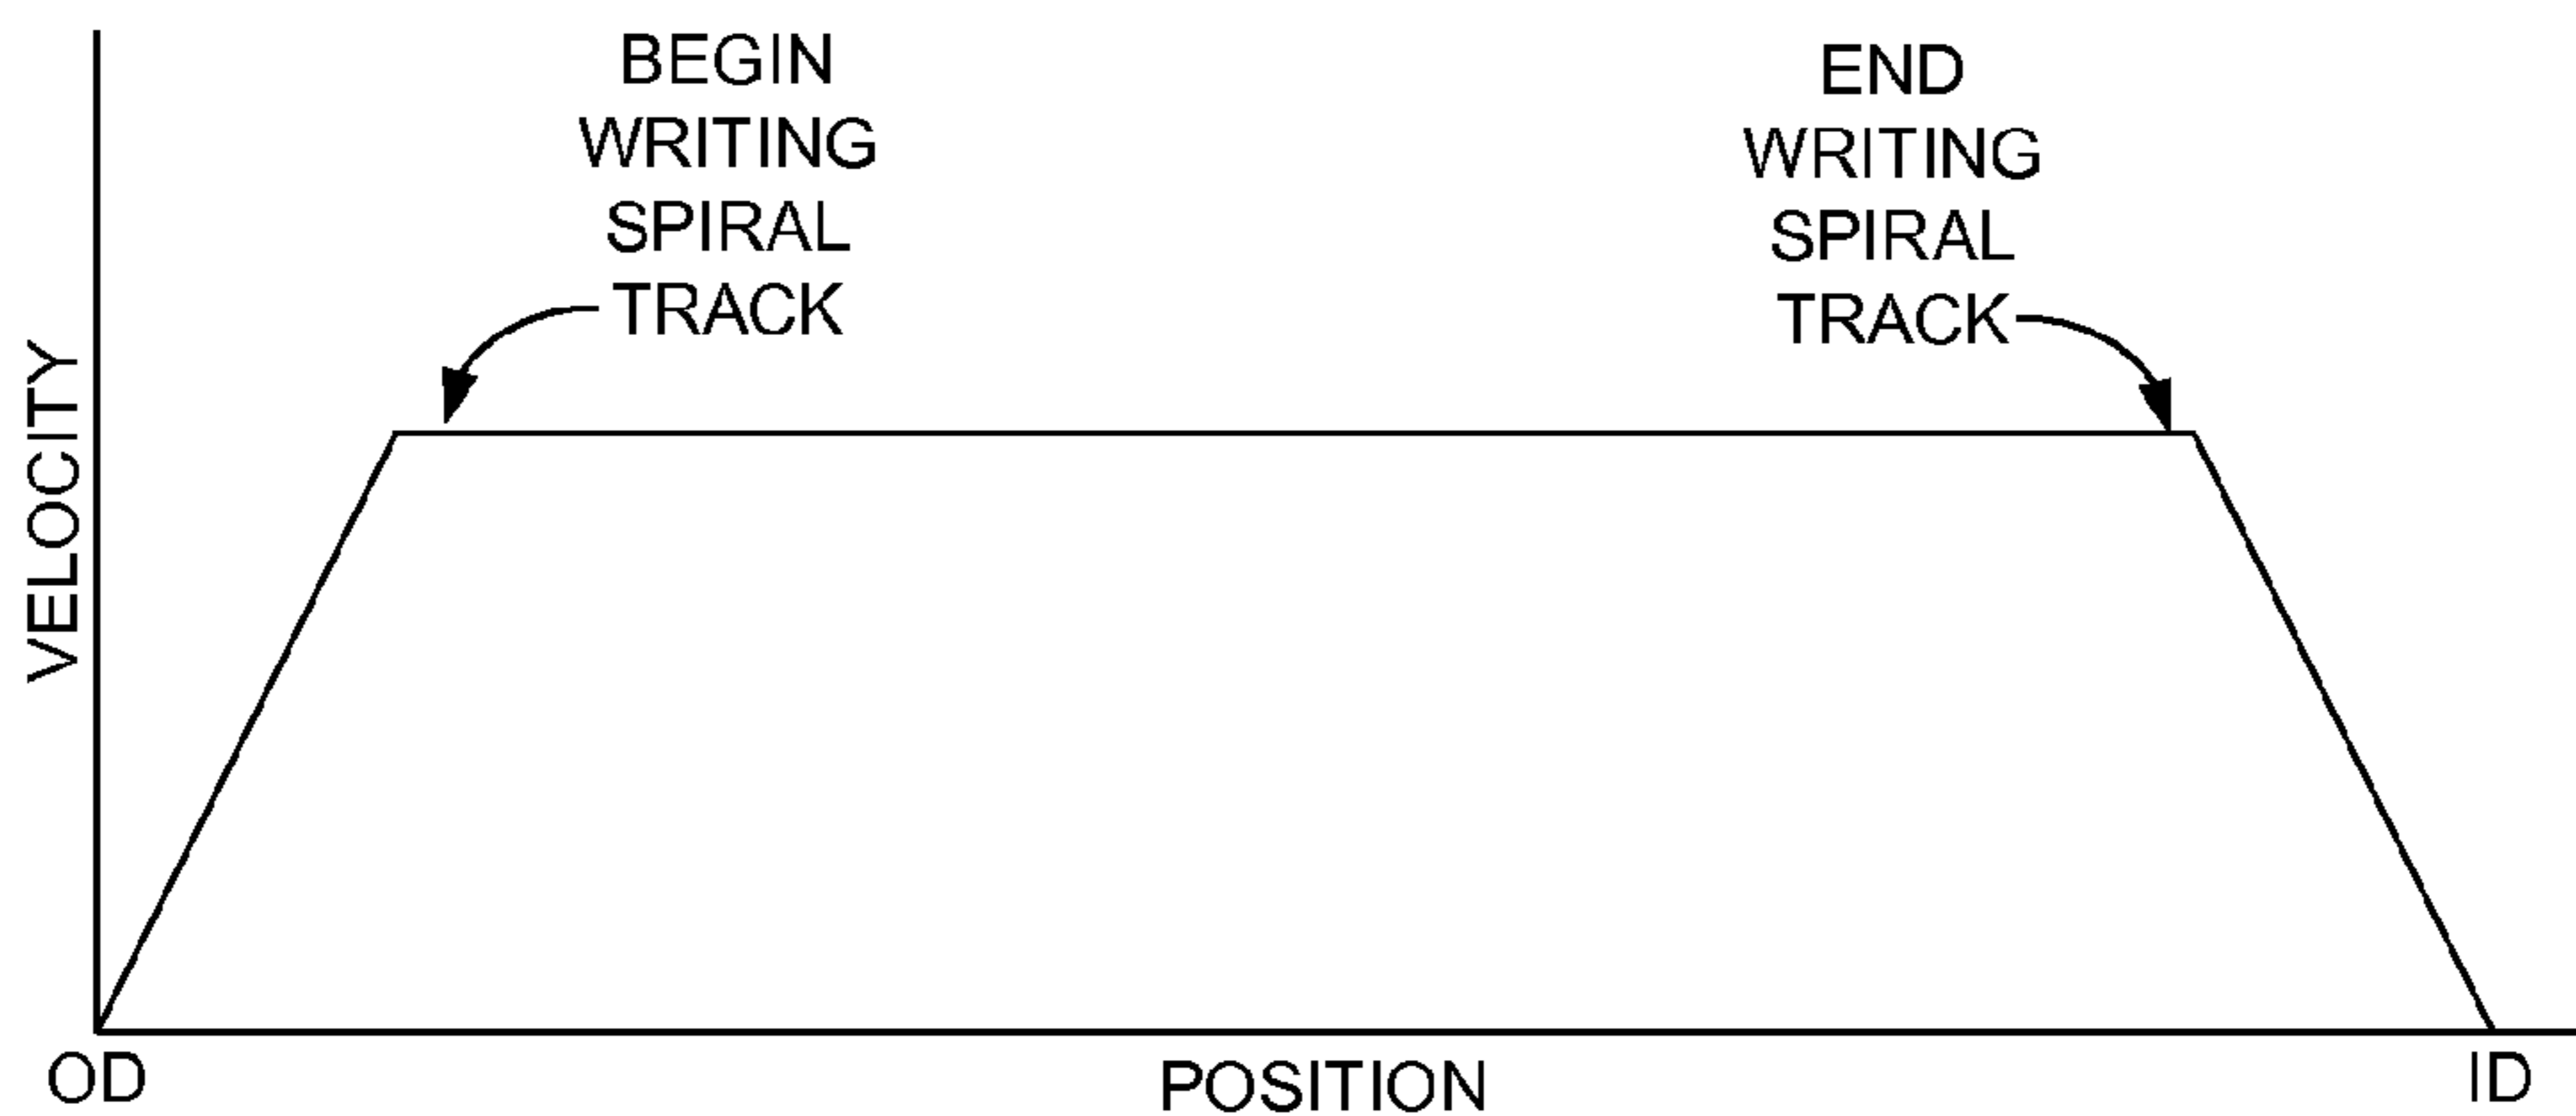 BEGIN
WRITING
SPIRAL
TRACK
END
WRITING
SPIRAL
TRACK
VELOCITY
OD
POSITION
ID